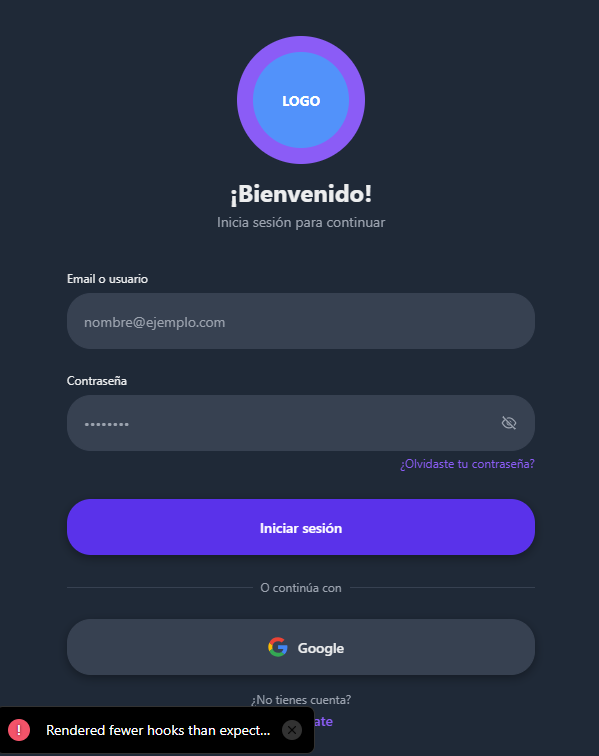 LOGO
¡Bienvenido!
Inicia sesión para continuar
Email o usuario
nombre@ejemplo.com
Contraseña
••••••••
¿Olvidaste tu contraseña?
Iniciar sesión
O continúa con
Google
¿No tienes cuenta?
ate
! Rendered fewer hooks than expect...